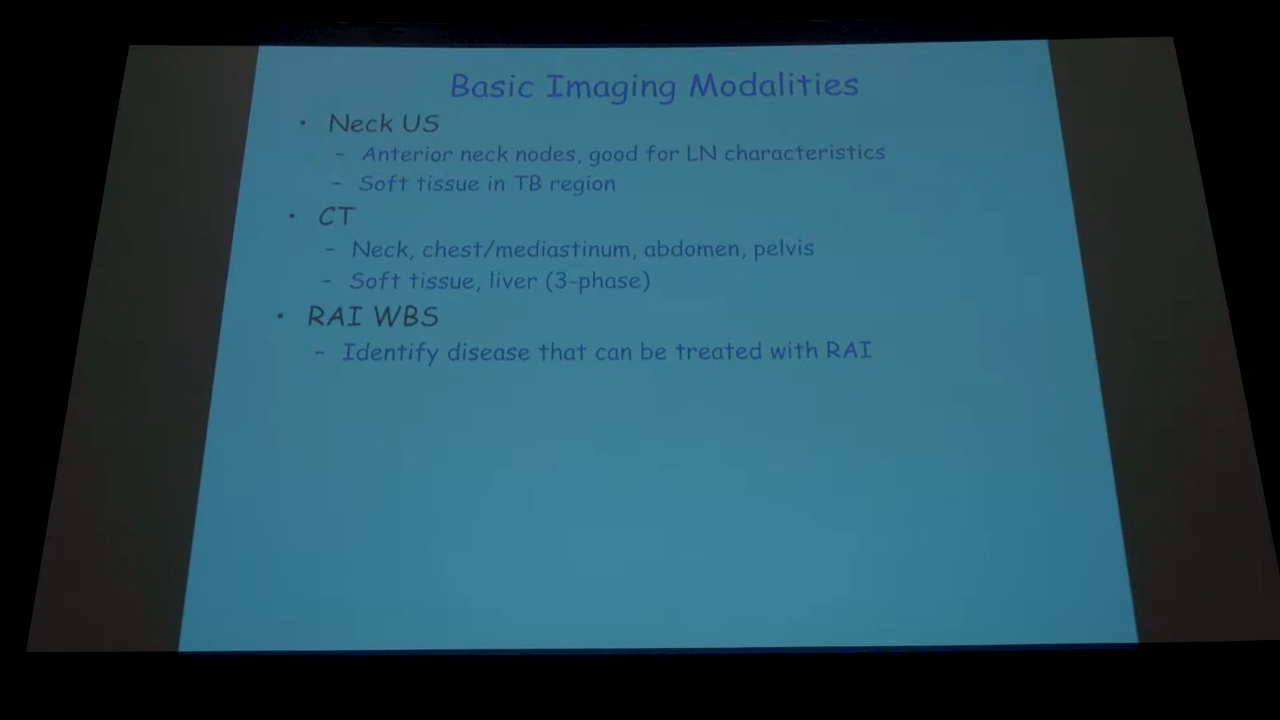 Basic Imaging Modalities
• Neck US
– Anterior neck nodes, good for LN characteristics
– Soft tissue in TB region
• CT
– Neck, chest/mediastinum, abdomen, pelvis
– Soft tissue, liver (3-phase)
• RAI WBS
– Identify disease that can be treated with RAI